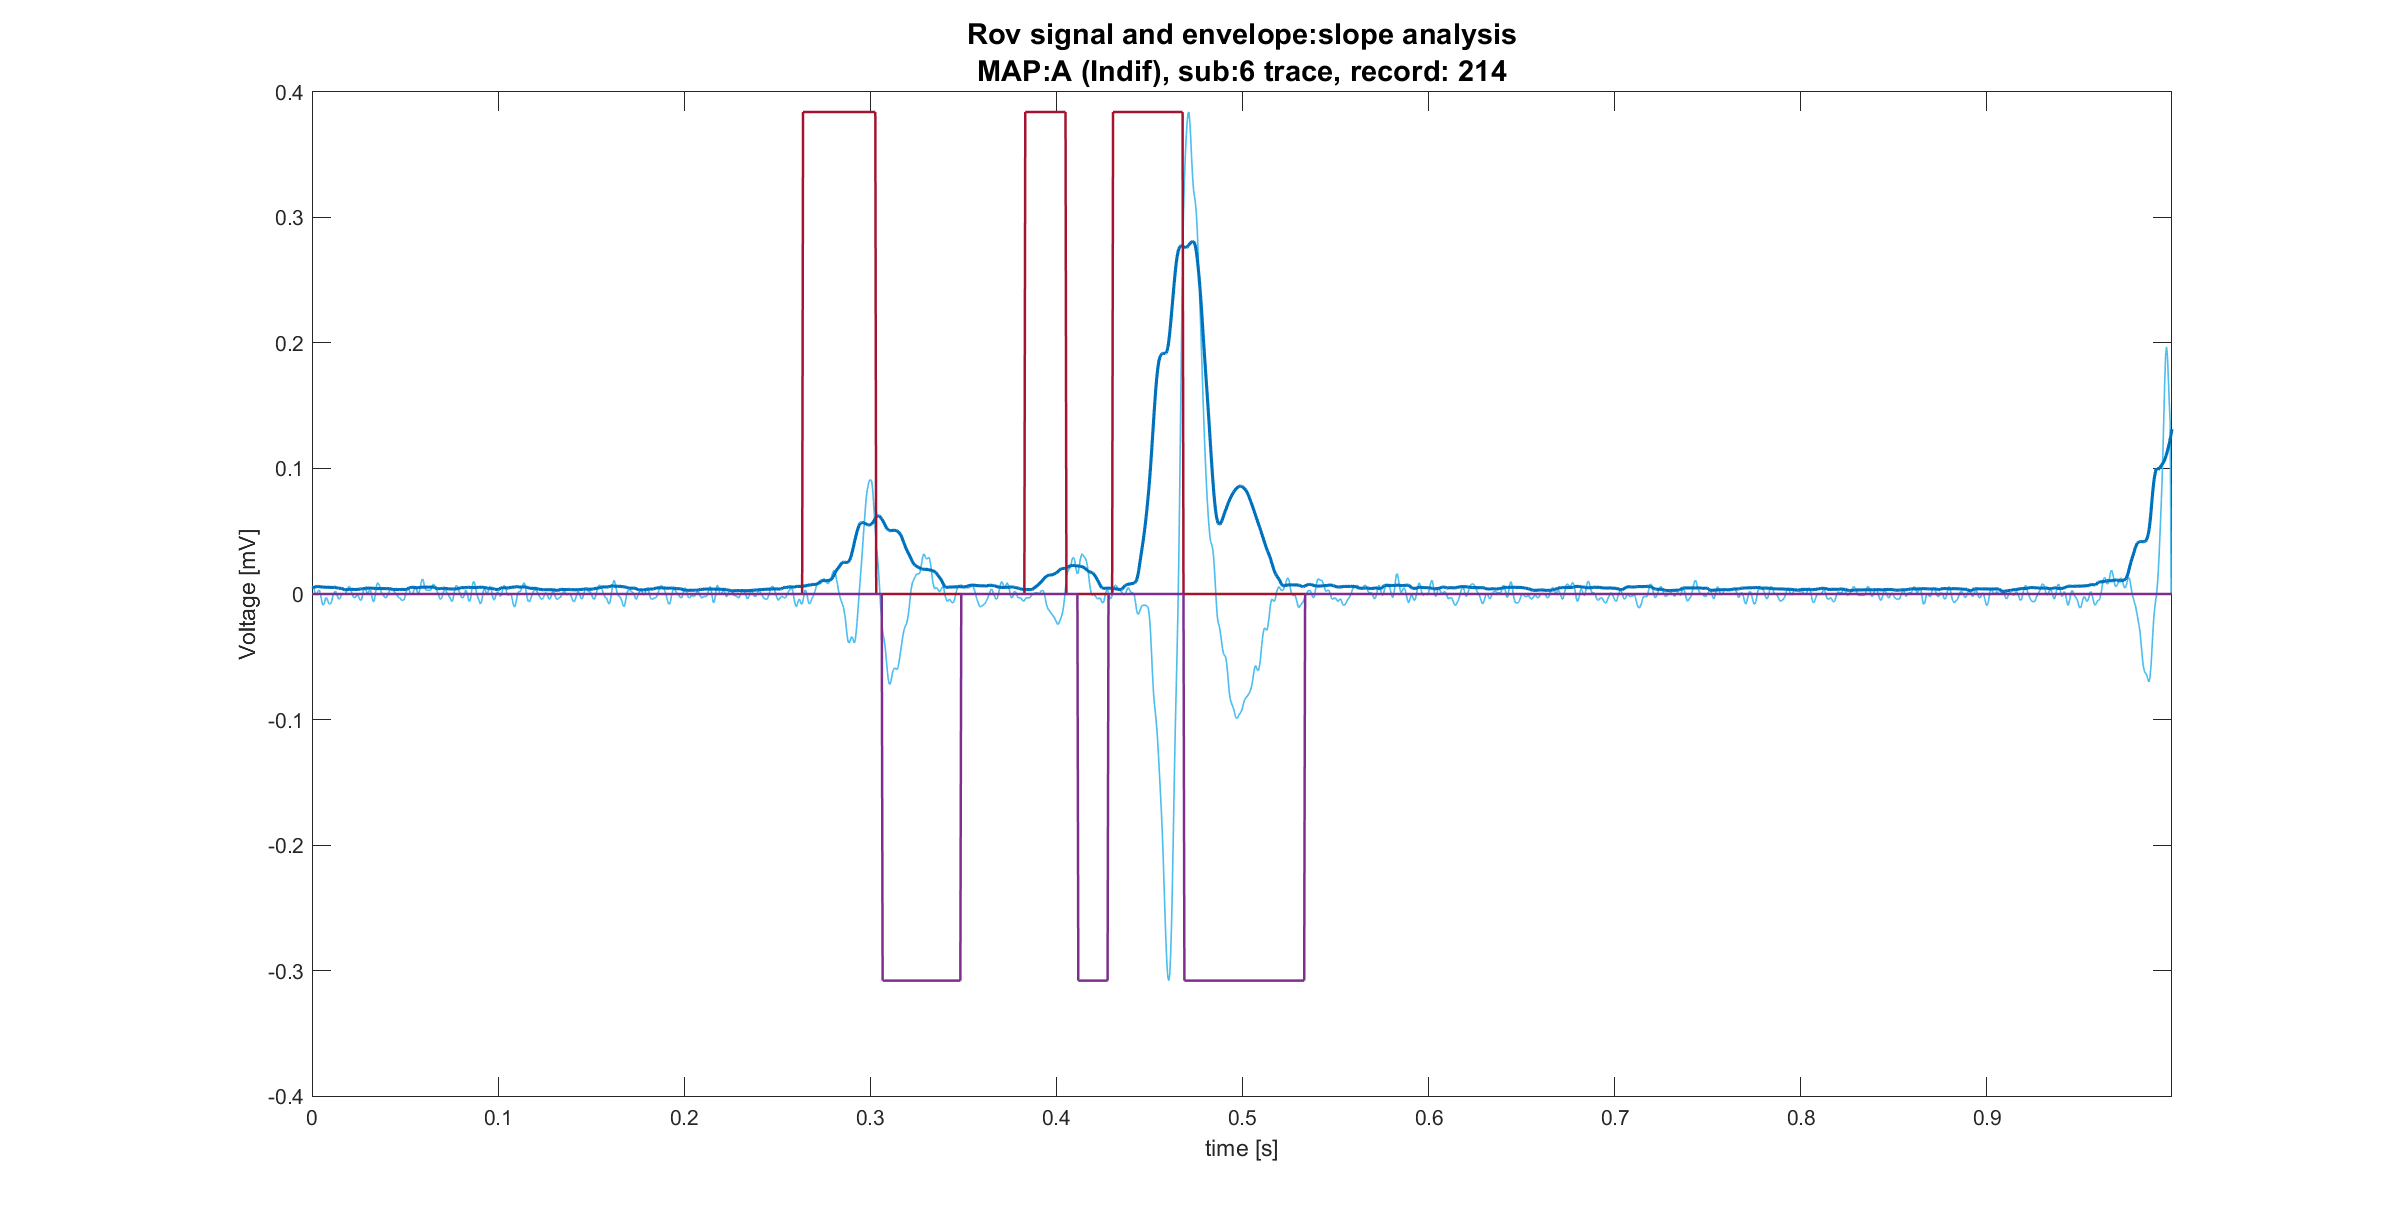 Rov signal and envelope:slope analysis
MAP:A (Indif), sub:6 trace, record: 214
0.4
0.3
0.2
0.1
0
-0.1
-0.2
-0.3
-0.4
Voltage [mV]
0 0.1 0.2 0.3 0.4 0.5 0.6 0.7 0.8 0.9
time [s]